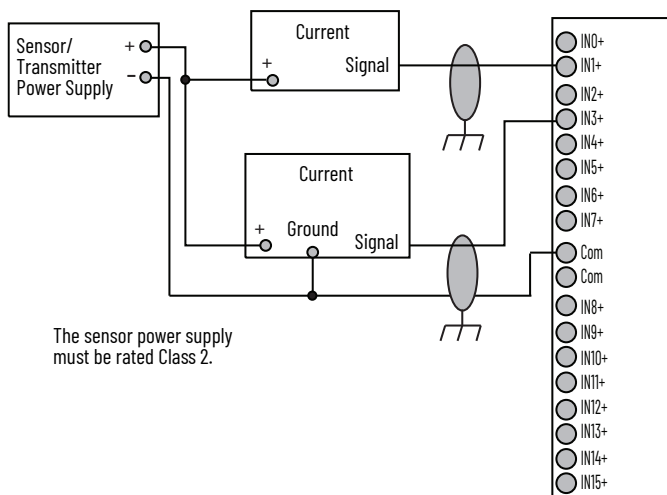 Sensor/
Transmitter
Power Supply
+
-
Current
+
Signal
Current
+
Ground
Signal
The sensor power supply
must be rated Class 2.
IN0+
IN1+
IN2+
IN3+
IN4+
IN5+
IN6+
IN7+
Com
Com
IN8+
IN9+
IN10+
IN11+
IN12+
IN13+
IN14+
IN15+